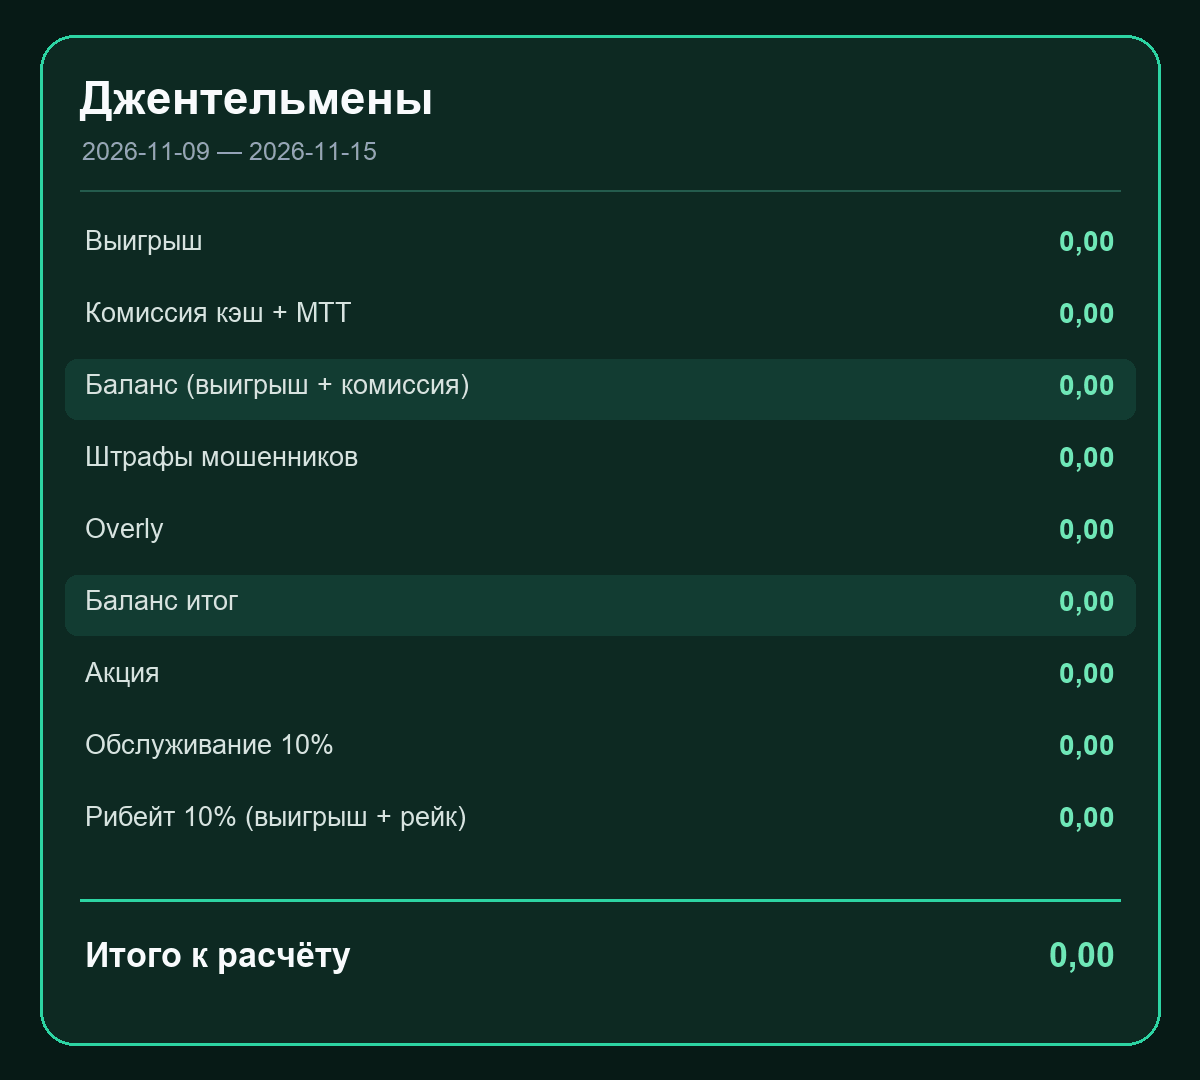 Джентельмены
2026-11-09 — 2026-11-15
Выигрыш 0,00
Комиссия кэш + МТТ 0,00
Баланс (выигрыш + комиссия) 0,00
Штрафы мошенников 0,00
Overly 0,00
Баланс итог 0,00
Акция 0,00
Обслуживание 10% 0,00
Рибейт 10% (выигрыш + рейк) 0,00
Итого к расчёту 0,00